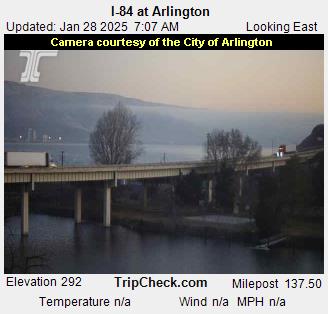 I-84 at Arlington
Updated: Jan 28 2025 7:07 AM Looking East
Camera courtesy of the City of Arlington
Elevation 292 TripCheck.com Milepost 137.50
Temperature n/a Wind n/a MPH n/a